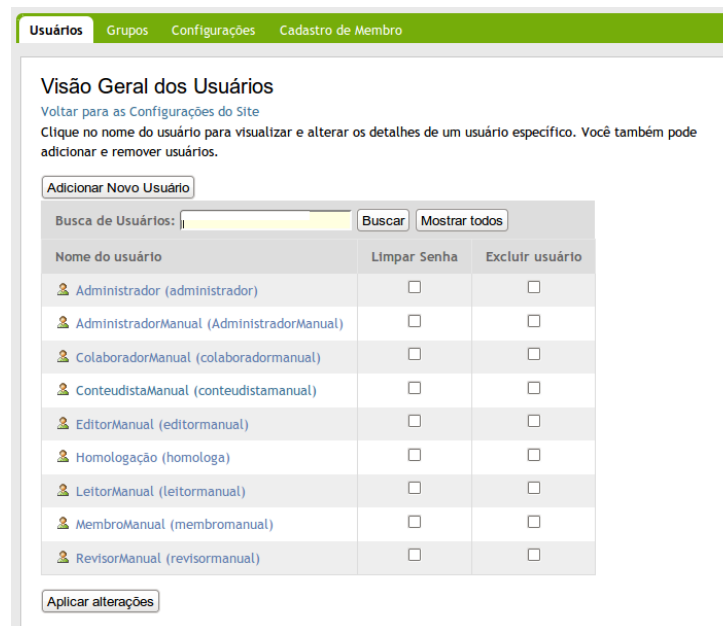 Usuários Grupos Configurações Cadastro de Membro
Visão Geral dos Usuários
Voltar para as Configurações do Site
Clique no nome do usuário para visualizar e alterar os detalhes de um usuário específico. Você também pode
adicionar e remover usuários.
Adicionar Novo Usuário
Busca de Usuários: Buscar Mostrar todos
Nome do usuário Limpar Senha Excluir usuário
Administrador (administrador)
AdministradorManual (AdministradorManual)
ColaboradorManual (colaboradormanual)
ConteudistaManual (conteudistamanual)
EditorManual (editormanual)
Homologação (homologa)
LeitorManual (leitormanual)
MembroManual (membromanual)
RevisorManual (revisormanual)
Aplicar alterações